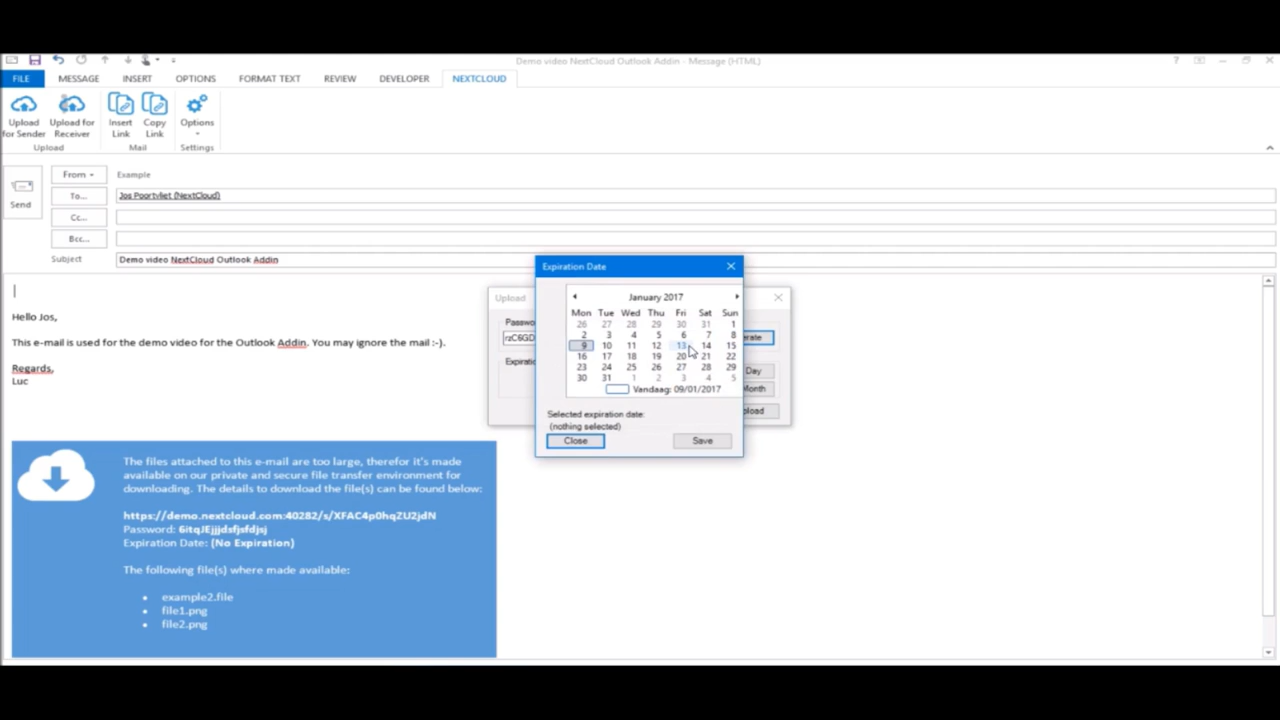 Demo video NextCloud Outlook Addin - Message (HTML)
FILE MESSAGE INSERT OPTIONS FORMAT TEXT REVIEW DEVELOPER NEXTCLOUD
Upload for Sender
Upload for Receiver
Insert Link
Copy Link
Options
Upload Mail Settings
From Example
Send
To... Jos Poortvliet (NextCloud)
Cc...
Bcc...
Subject Demo video NextCloud Outlook Addin
Hello Jos,
This e-mail is used for the demo video for the Outlook Addin. You may ignore the mail :-).
Regards,
Luc
Upload
Passwo
rzC6GD
erate
Expiratio
Day
Month
pload
Expiration Date
January 2017
Mon Tue Wed Thu Fri Sat Sun
26 27 28 29 30 31 1
2 3 4 5 6 7 8
9 10 11 12 13 14 15
16 17 18 19 20 21 22
23 24 25 26 27 28 29
30 31 1 2 3 4 5
Vandaag: 09/01/2017
Selected expiration date:
(nothing selected)
Close Save
The files attached to this e-mail are too large, therefor it's made
available on our private and secure file transfer environment for
downloading. The details to download the file(s) can be found below:
https://demo.nextcloud.com:40282/s/XFAC4p0hqZU2jdN
Password: 6itqJEjjjdsfjsfdjsj
Expiration Date: (No Expiration)
The following file(s) where made available:
• example2.file
• file1.png
• file2.png